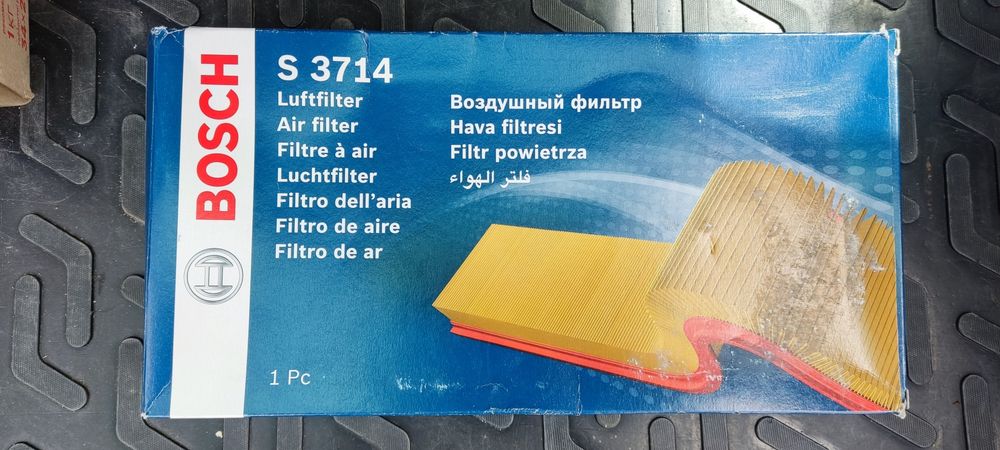 BOSCH
S 3714
Luftfilter
Air filter
Filtre à air
Luchtfilter
Filtro dell'aria
Filtro de aire
Filtro de ar
Воздушный фильтр
Hava filtresi
Filtr powietrza
فلتر الهواء
1 Pc